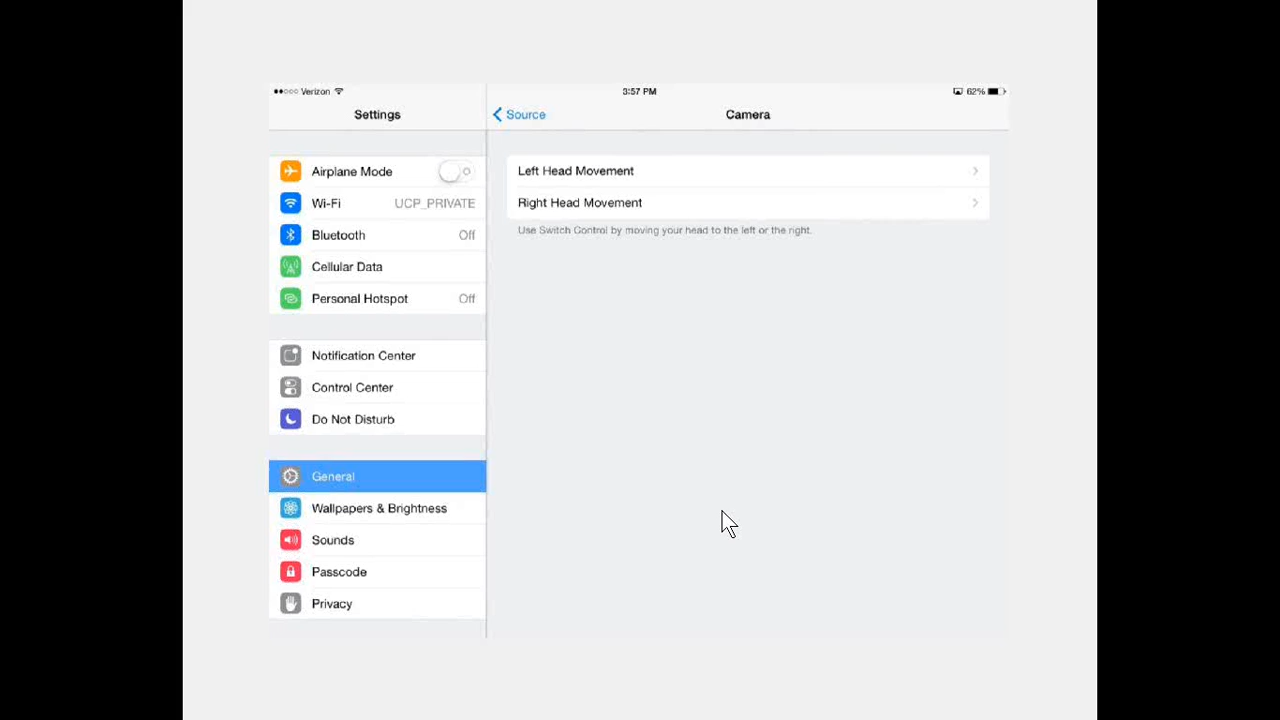 Verizon 3:57 PM 62%
Settings
Source Camera
Airplane Mode
Wi-Fi UCP_PRIVATE
Bluetooth Off
Cellular Data
Personal Hotspot Off
Notification Center
Control Center
Do Not Disturb
General
Wallpapers & Brightness
Sounds
Passcode
Privacy
Left Head Movement
Right Head Movement
Use Switch Control by moving your head to the left or the right.